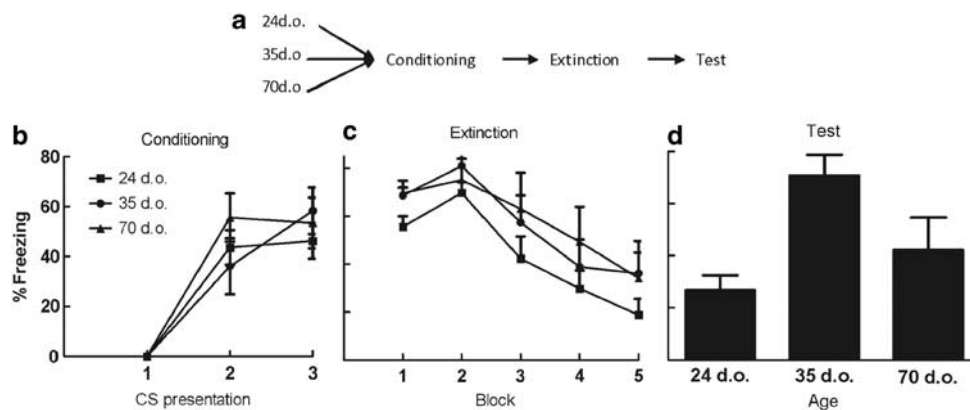 a
24d.o.
35d.o
70d.o
Conditioning
Extinction
Test
b
Conditioning
80
60
40
20
0
% Freezing
24 d.o.
35 d.o.
70 d.o.
1 2 3
CS presentation
c
Extinction
1 2 3 4 5
Block
d
Test
24 d.o. 35 d.o. 70 d.o.
Age